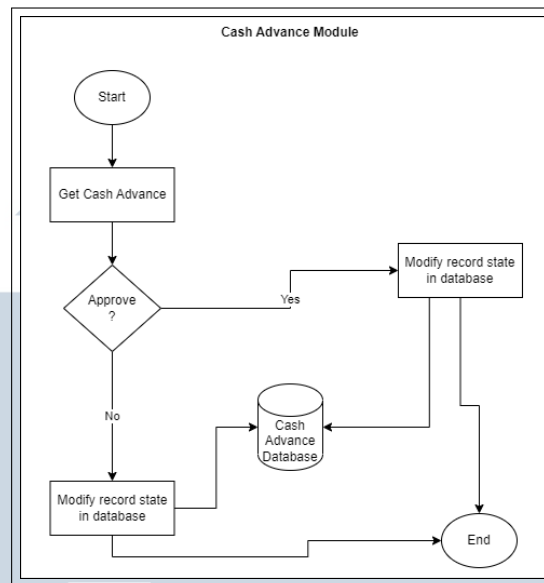 Cash Advance Module
Start
Get Cash Advance
Approve
?
Yes
Modify record state
in database
No
Cash
Advance
Database
Modify record state
in database
End